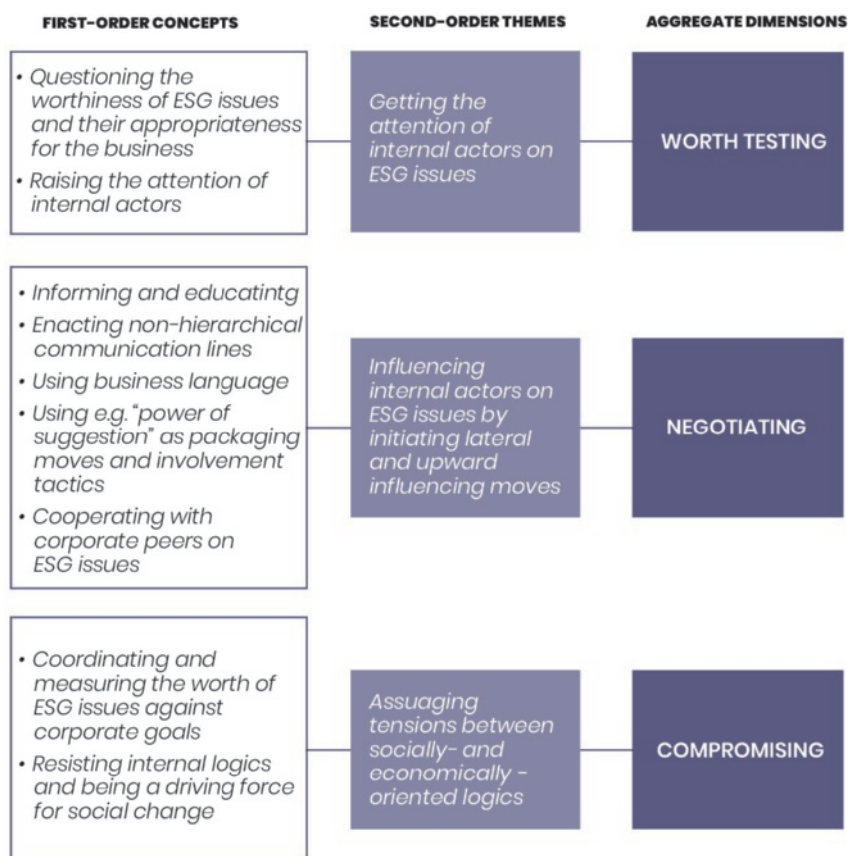 FIRST-ORDER CONCEPTS
SECOND-ORDER THEMES
AGGREGATE DIMENSIONS
• Questioning the
worthiness of ESG issues
and their appropriateness
for the business
• Raising the attention of
internal actors
Getting the
attention of
internal actors on
ESG issues
WORTH TESTING
• Informing and educatintg
• Enacting non-hierarchical
communication lines
• Using business language
• Using e.g. “power of
suggestion” as packaging
moves and involvement
tactics
• Cooperating with
corporate peers on
ESG issues
Influencing
internal actors on
ESG issues by
initiating lateral
and upward
influencing moves
NEGOTIATING
• Coordinating and
measuring the worth of
ESG issues against
corporate goals
• Resisting internal logics
and being a driving force
for social change
Assuaging
tensions between
socially- and
economically -
oriented logics
COMPROMISING